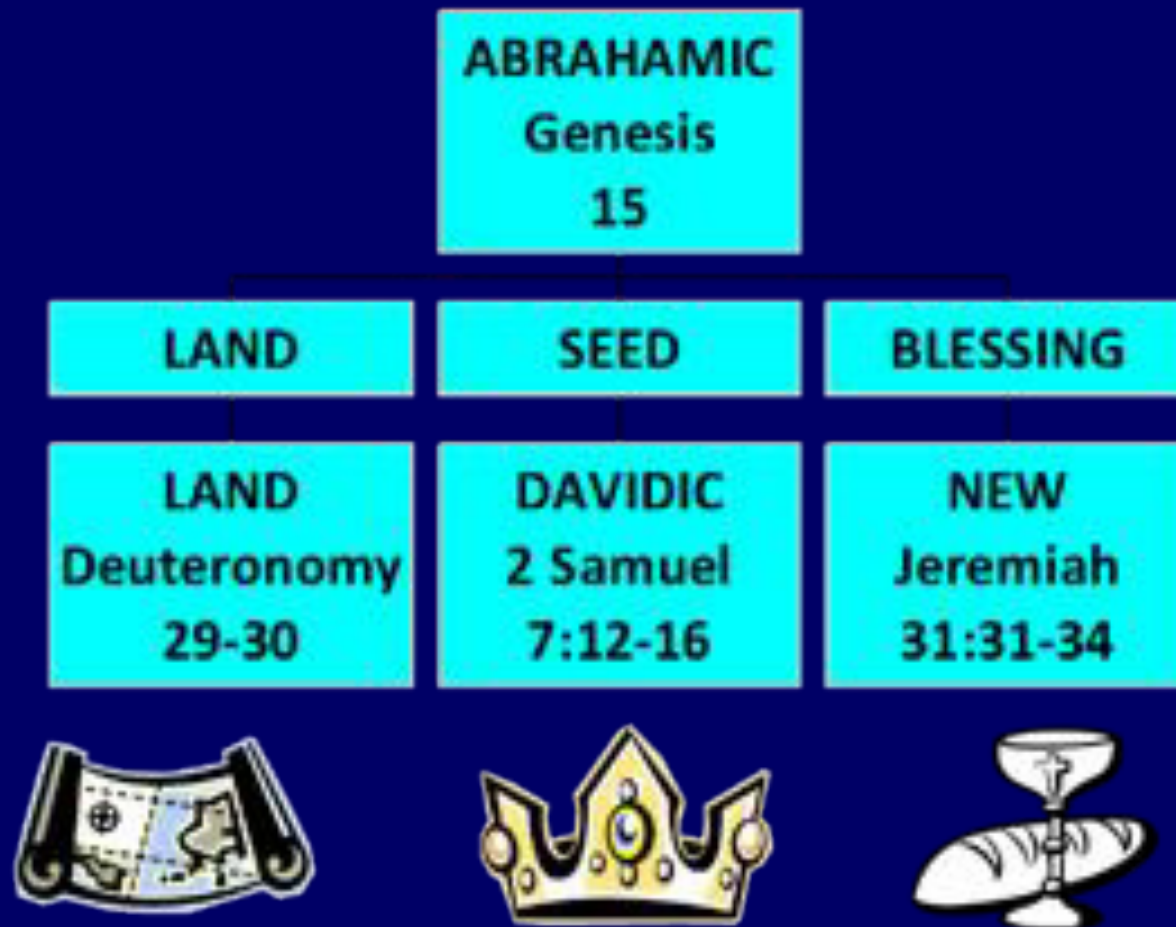 ABRAHAMIC
Genesis
15
LAND
SEED
BLESSING
LAND
Deuteronomy
29-30
DAVIDIC
2 Samuel
7:12-16
NEW
Jeremiah
31:31-34